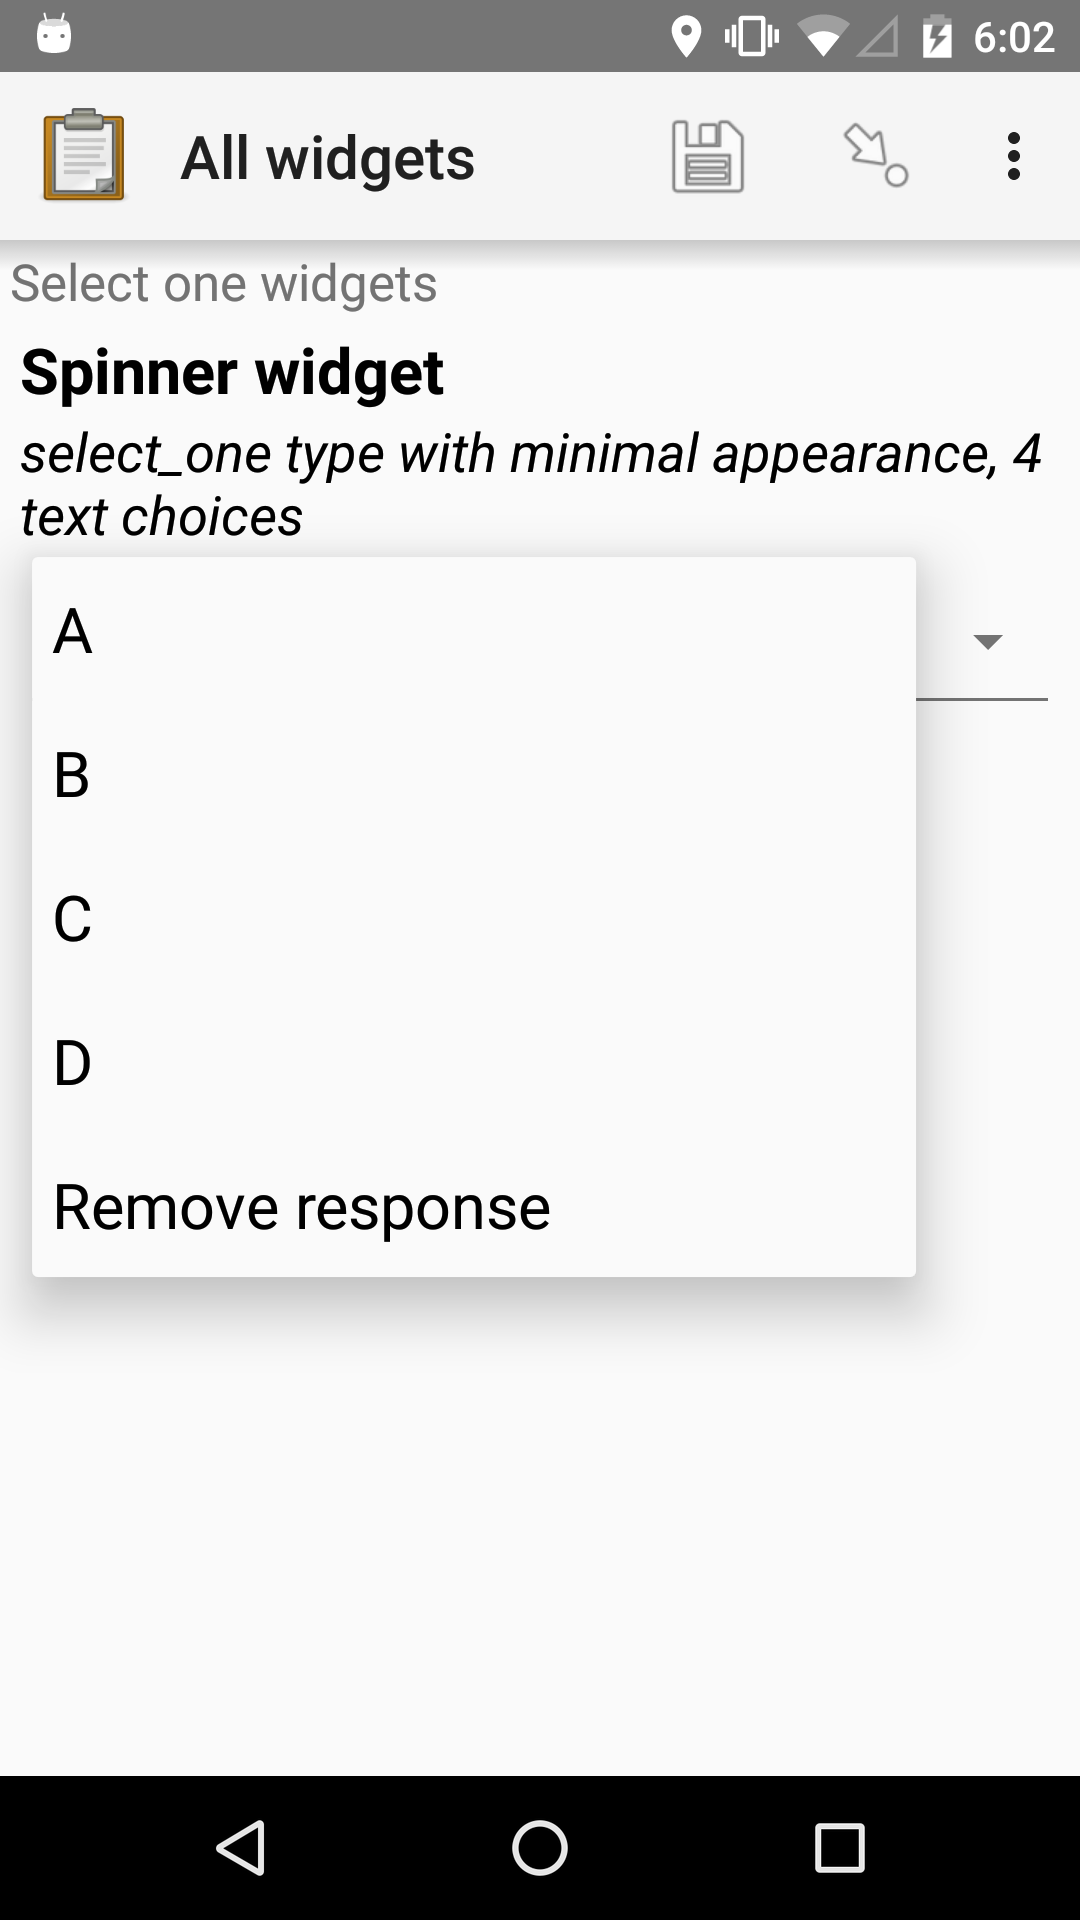 6:02
All widgets
Select one widgets
Spinner widget
select_one type with minimal appearance, 4
text choices
A
B
C
D
Remove response